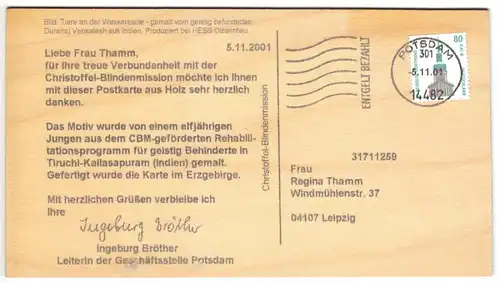 Bild: Tiere an der Wasserstelle - gemalt vom geistig behinderten
Venkatesh aus Indien. Produziert bei HESS Olbernhau.
5.11.2001
Liebe Frau Thamm,
für Ihre treue Verbundenheit mit der
Christoffel-Blindenmission möchte ich Ihnen
mit dieser Postkarte aus Holz sehr herzlich
danken.
Das Motiv wurde von einem elfjährigen
Jungen aus dem CBM-geförderten Rehabili-
tationsprogramm für geistig Behinderte in
Tiruchi-Kailasapuram (Indien) gemalt.
Gefertigt wurde die Karte im Erzgebirge.
Mit herzlichen Grüßen verbleibe ich
Ihre
Ingeburg Bröther
Ingeburg Bröther
Leiterin der Geschäftsstelle Potsdam
Christoffel-Blindenmission
ENTGELT BEZAHLT
POTSDAM
301
-5.11.01
14482
80
31711259
Frau
Regina Thamm
Windmühlenstr. 37
04107 Leipzig